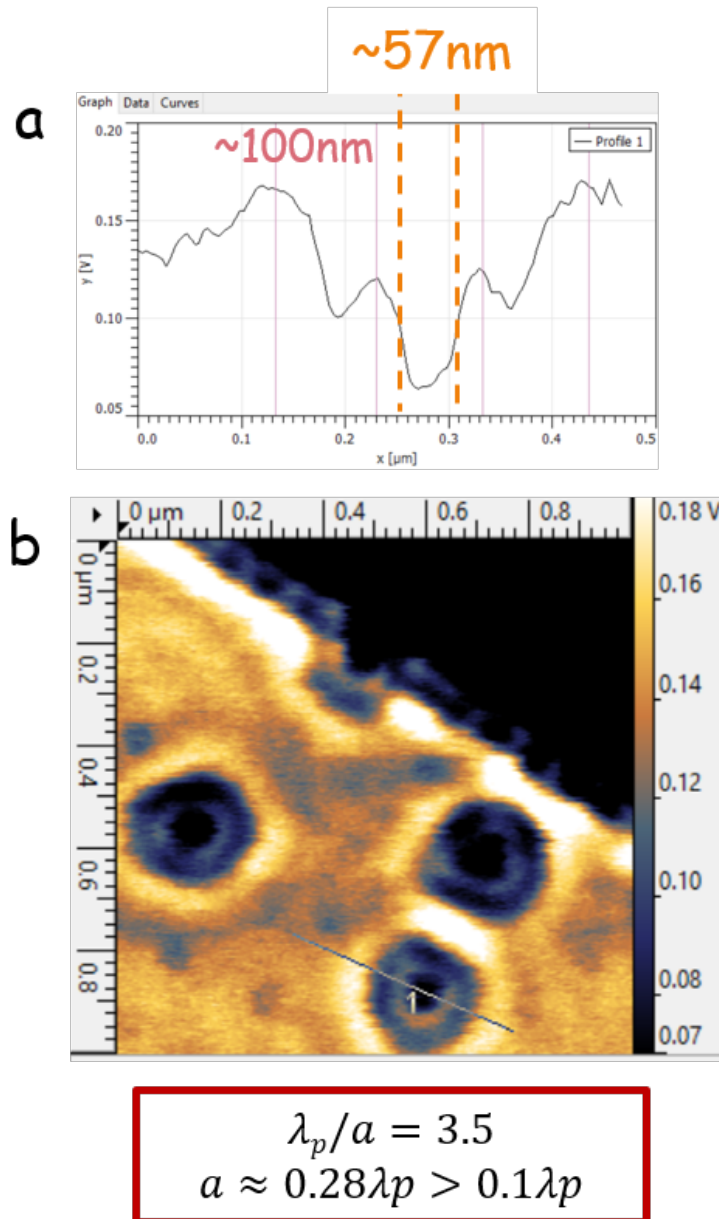 ~57nm
a
Graph Data Curves
0.20
~100nm
Profile 1
0.15
y [V]
0.10
0.05
0.0 0.1 0.2 0.3 0.4 0.5
x [µm]
b
0 µm 0.2 0.4 0.6 0.8
0.18 V
0 µm
0.16
0.2
0.14
0.4
0.12
0.6
0.10
0.8
0.08
1
0.07
λp/a = 3.5
a ≈ 0.28λp > 0.1λp